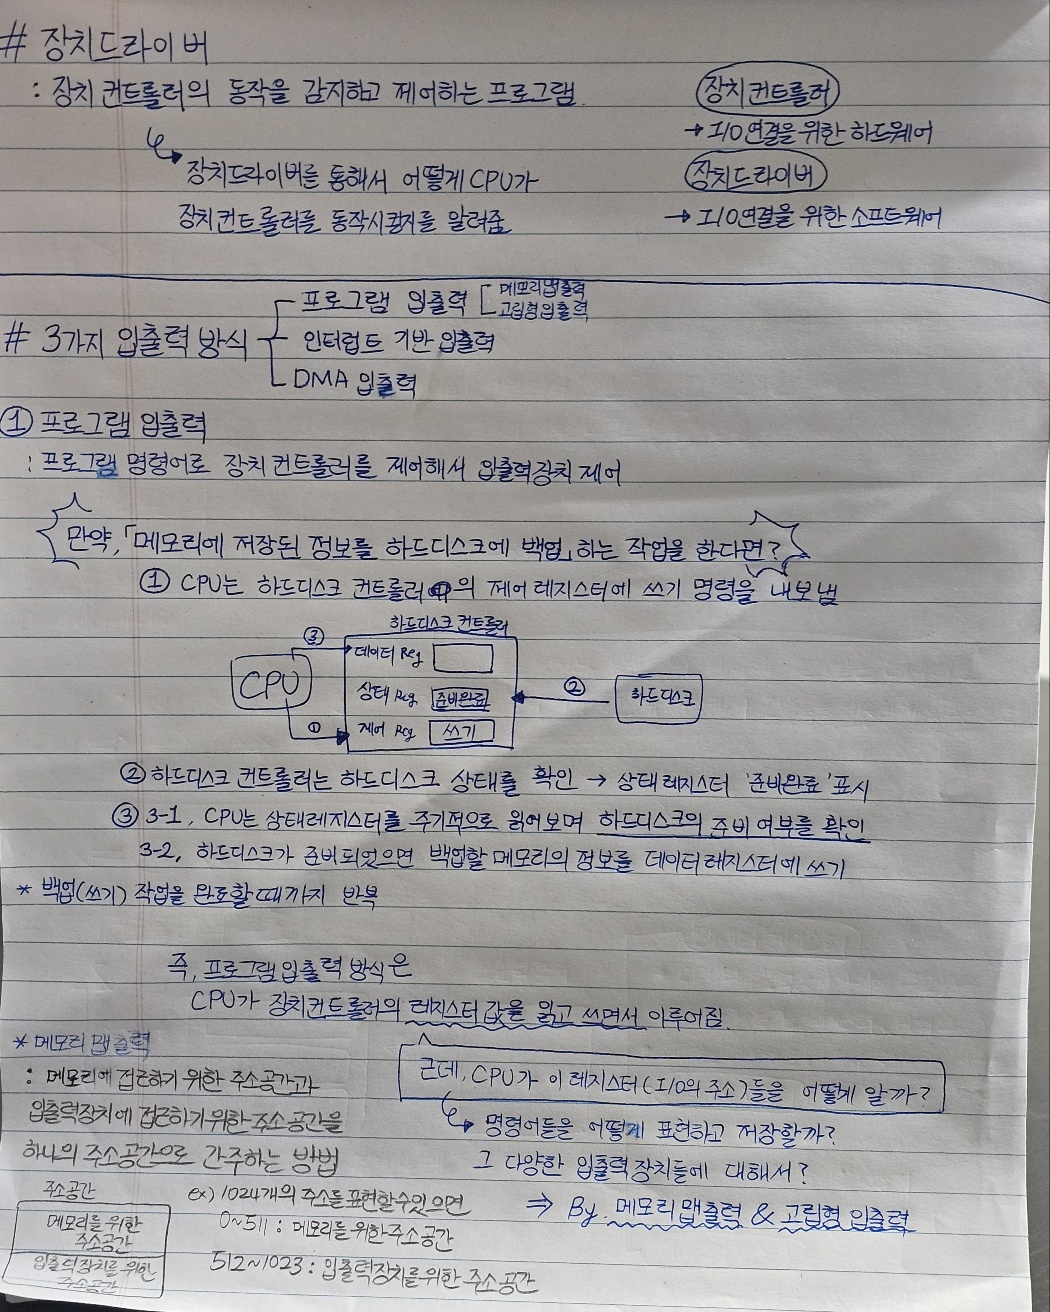 # 장치드라이버
: 장치 컨트롤러의 동작을 감지하고 제어하는 프로그램
장치드라이버를 통해서 어떻게 CPU가
장치컨트롤러를 동작시킬지를 알려줌
장치컨트롤러
→ I/O연결을 위한 하드웨어
장치드라이버
→ I/O연결을 위한 소프트웨어
# 3가지 입출력 방식
프로그램 입출력
메모리맵출력
고립형입출력
인터럽트 기반 입출력
DMA 입출력
① 프로그램 입출력
: 프로그램 명령어로 장치컨트롤러를 제어해서 입출력장치 제어
만약, 「메모리에 저장된 정보를 하드디스크에 백업」하는 작업을 한다면?
① CPU는 하드디스크 컨트롤러의 제어레지스터에 쓰기 명령을 내보냄
하드디스크 컨트롤러
③
데이터 Reg
CPU
상태 Reg 준비완료
②
하드디스크
①
제어 Reg 쓰기
② 하드디스크 컨트롤러는 하드디스크 상태를 확인 → 상태레지스터 '준비완료' 표시
③ 3-1, CPU는 상태레지스터를 주기적으로 읽어보며 하드디스크의 준비 여부를 확인
3-2, 하드디스크가 준비되었으면 백업할 메모리의 정보를 데이터레지스터에 쓰기
* 백업(쓰기) 작업을 완료할때까지 반복
즉, 프로그램입출력 방식은
CPU가 장치컨트롤러의 레지스터값을 읽고 쓰면서 이루어짐
근데, CPU가 이 레지스터(I/O의 주소)들을 어떻게 알까?
명령어들을 어떻게 표현하고 저장할까?
그 다양한 입출력장치들에 대해서?
⇒ By. 메모리맵출력 & 고립형 입출력
* 메모리 맵출력
: 메모리에 접근하기 위한 주소공간과
입출력장치에 접근하기위한 주소공간을
하나의 주소공간으로 간주하는 방법
주소공간
메모리를 위한
주소공간
입출력장치를 위한
주소공간
ex) 1024개의 주소를 표현할수있으면
0~511 : 메모리를 위한 주소공간
512~1023 : 입출력장치를위한 주소공간